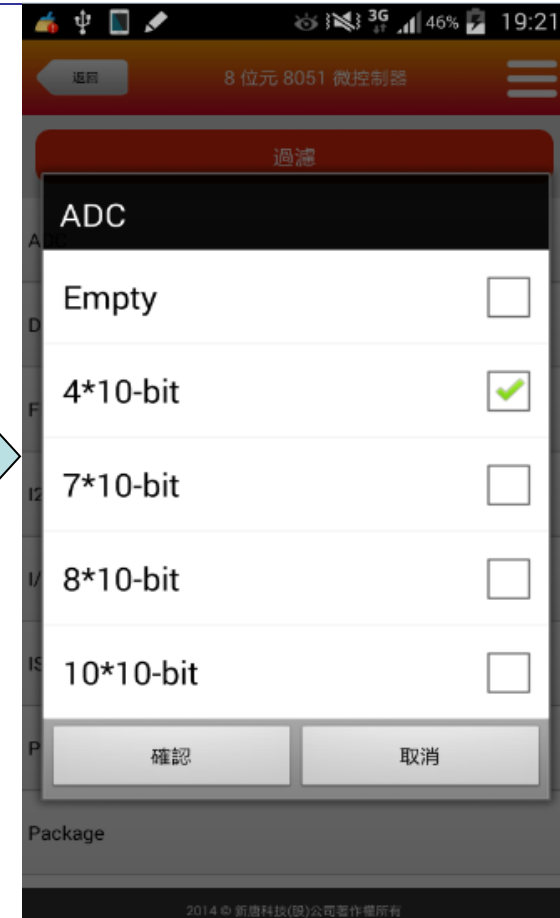 3G 46% 19:21
返回 8 位元 8051 微控制器
過濾
ADC
Empty
4*10-bit
7*10-bit
8*10-bit
10*10-bit
確認 取消
Package
2014 © 新唐科技(股)公司著作權所有